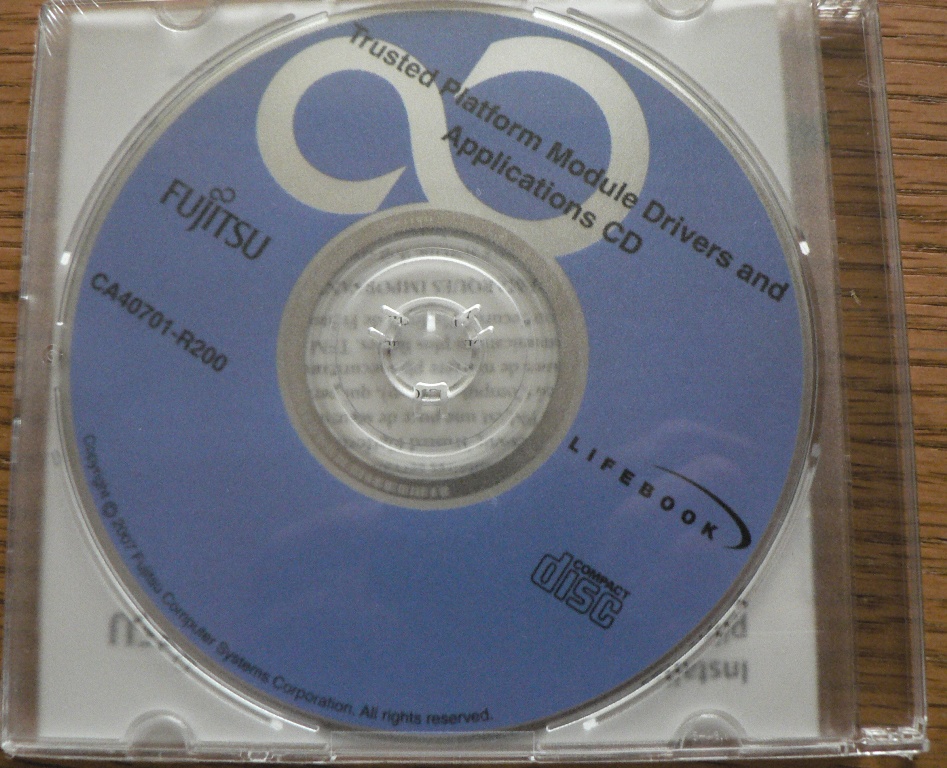 Trusted Platform Module Drivers and
Applications CD
FUJITSU
CA40701-R200
LIFEBOOK
COMPACT
disc
Copyright © 2007 Fujitsu Computer Systems Corporation. All rights reserved.